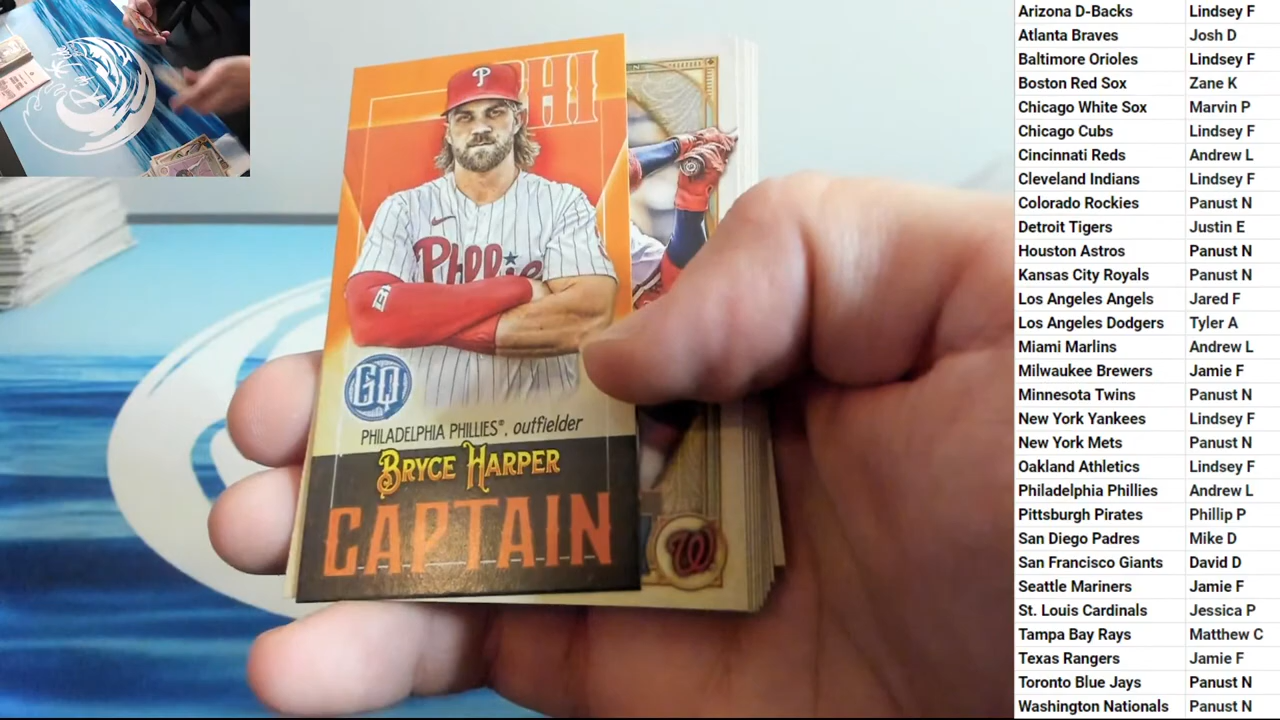 P
PHI
Phillie
GQ
PHILADELPHIA PHILLIES®, outfielder
BRYCE HARPER
CAPTAIN
W
Arizona D-Backs Lindsey F
Atlanta Braves Josh D
Baltimore Orioles Lindsey F
Boston Red Sox Zane K
Chicago White Sox Marvin P
Chicago Cubs Lindsey F
Cincinnati Reds Andrew L
Cleveland Indians Lindsey F
Colorado Rockies Panust N
Detroit Tigers Justin E
Houston Astros Panust N
Kansas City Royals Panust N
Los Angeles Angels Jared F
Los Angeles Dodgers Tyler A
Miami Marlins Andrew L
Milwaukee Brewers Jamie F
Minnesota Twins Panust N
New York Yankees Lindsey F
New York Mets Panust N
Oakland Athletics Lindsey F
Philadelphia Phillies Andrew L
Pittsburgh Pirates Phillip P
San Diego Padres Mike D
San Francisco Giants David D
Seattle Mariners Jamie F
St. Louis Cardinals Jessica P
Tampa Bay Rays Matthew C
Texas Rangers Jamie F
Toronto Blue Jays Panust N
Washington Nationals Panust N